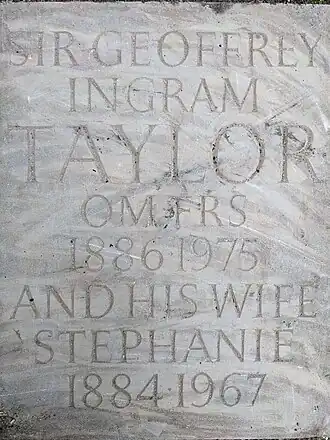 SIR GEOFFREY
INGRAM
TAYLOR
OM FRS
1886 1975
AND HIS WIFE
STEPHANIE
1884 1967